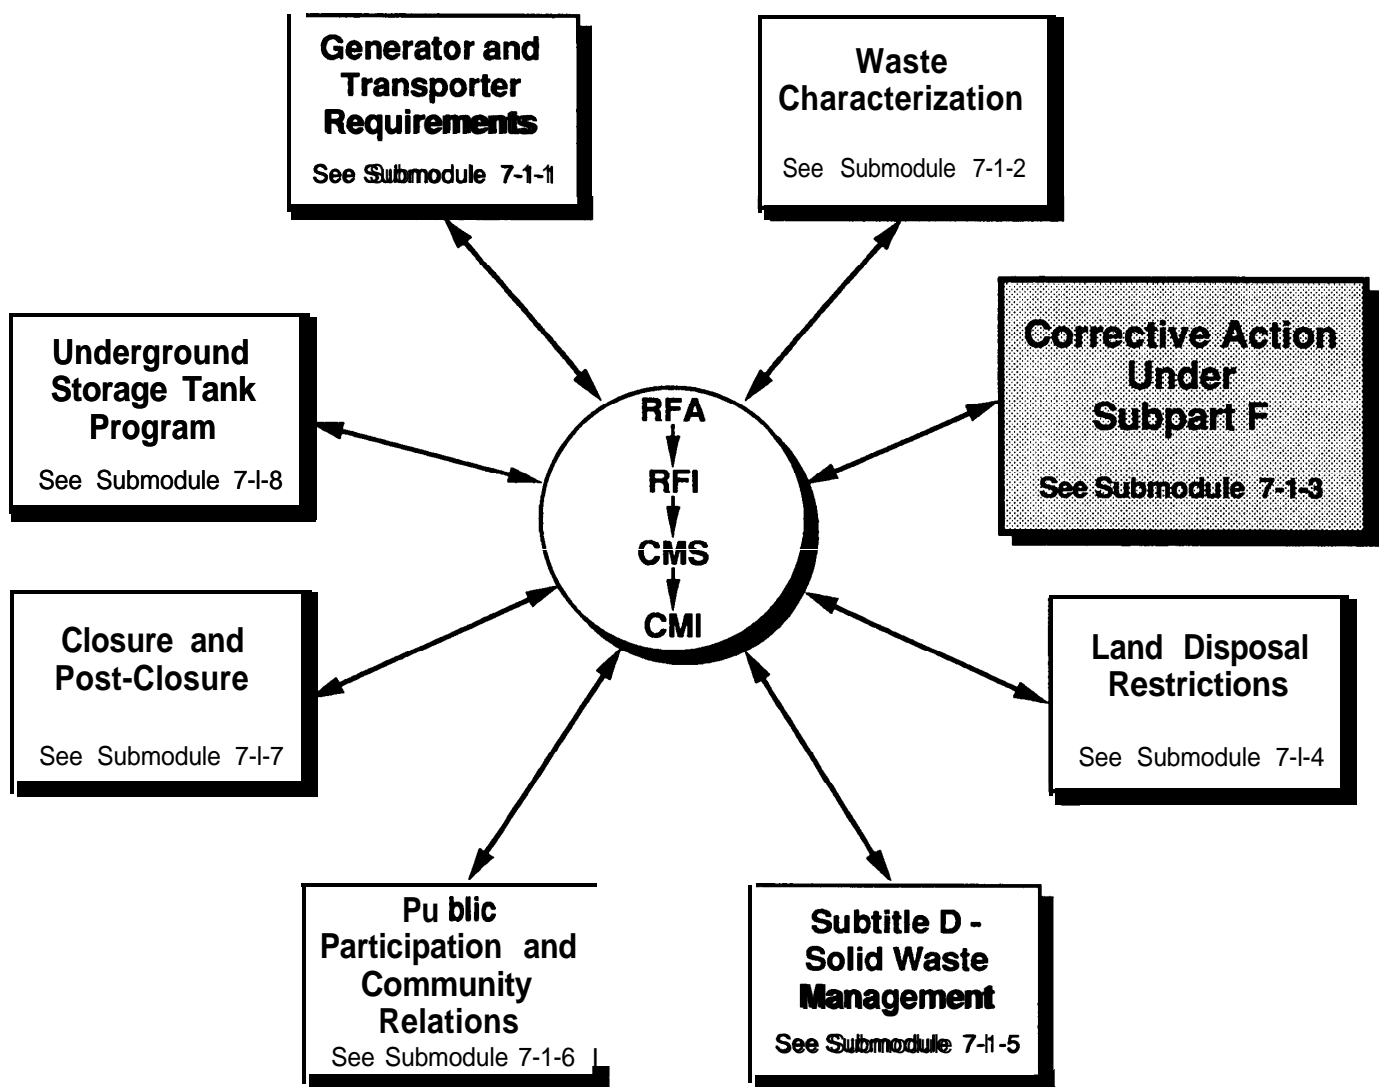 Generator and
Transporter
Requirements
See Submodule 7-1-1
Waste
Characterization
See Submodule 7-1-2
Corrective Action
Under
Subpart F
See Submodule 7-1-3
Underground
Storage Tank
Program
See Submodule 7-I-8
RFA
RFI
CMS
CMI
Closure and
Post-Closure
See Submodule 7-I-7
Land Disposal
Restrictions
See Submodule 7-I-4
Pu blic
Participation and
Community
Relations
See Submodule 7-1-6
Subtitle D -
Solid Waste
Management
See Submodule 7-I-5